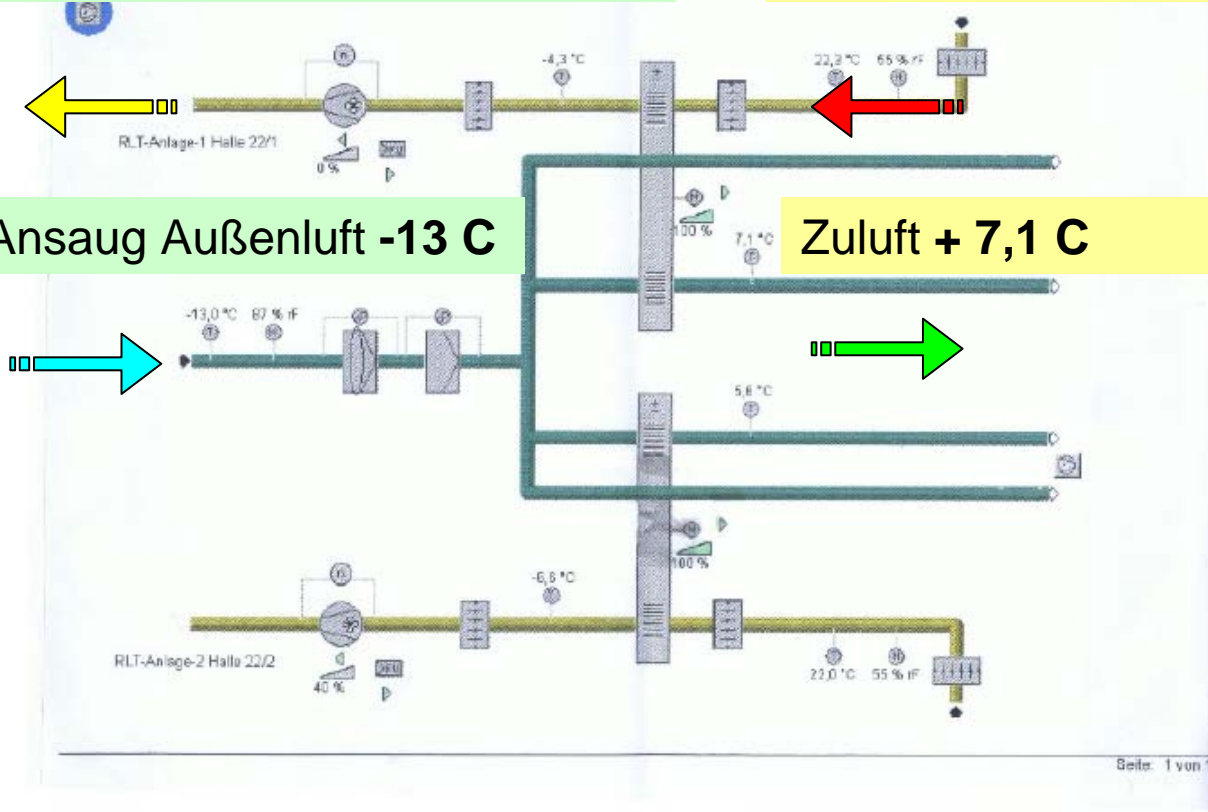 -4,3 °C
22,3 °C 65 % rF
RLT-Anlage-1 Halle 22/1
0 %
Ansaug Außenluft -13 C
100 %
7,1 °C
Zuluft + 7,1 C
-13,0 °C 87 % rF
5,6 °C
100 %
-6,6 °C
RLT-Anlage-2 Halle 22/2
40 %
22,0 °C 55 % rF
Seite: 1 von